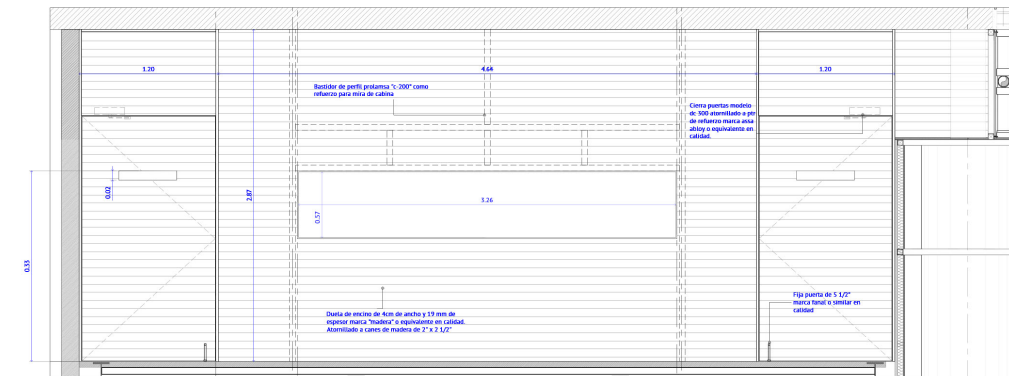 1.20
4.64
1.20
Bastidor de perfil prolamsa "c-200" como
refuerzo para mira de cabina
Cierra puertas modelo
dc 300 atornillado a ptr
de refuerzo marca assa
abloy o equivalente en
calidad.
0.02
2.87
3.26
0.57
0.33
Duela de encino de 4cm de ancho y 19 mm de
espesor marca "madera" o equivalente en calidad.
Atornillado a canes de madera de 2" x 2 1/2"
Fija puerta de 5 1/2"
marca fanal o similar en
calidad